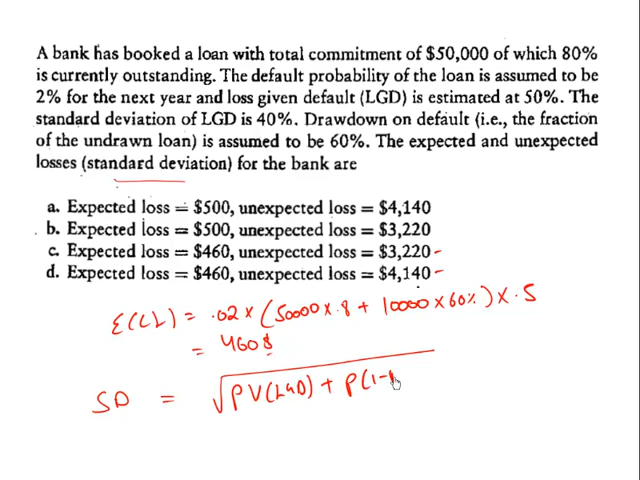 A bank has booked a loan with total commitment of $50,000 of which 80%
is currently outstanding. The default probability of the loan is assumed to be
2% for the next year and loss given default (LGD) is estimated at 50%. The
standard deviation of LGD is 40%. Drawdown on default (i.e., the fraction
of the undrawn loan) is assumed to be 60%. The expected and unexpected
losses (standard deviation) for the bank are
a. Expected loss = $500, unexpected loss = $4,140
b. Expected loss = $500, unexpected loss = $3,220
c. Expected loss = $460, unexpected loss = $3,220 -
d. Expected loss = $460, unexpected loss = $4,140 -
E(CL) = .02 × (50000 × .8 + 10000 × 60%) × .5
= 460$
SD = √PV(LGD) + P(1-